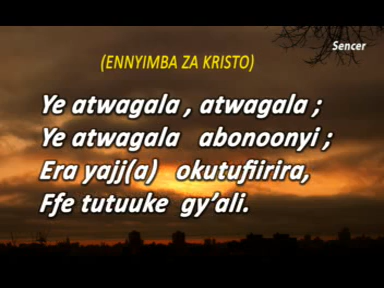 Sencer
(ENNYIMBA ZA KRISTO)
Ye atwagala , atwagala ;
Ye atwagala abonoonyi ;
Era yajj(a) okutufiirira,
Ffe tutuuke gy'ali.